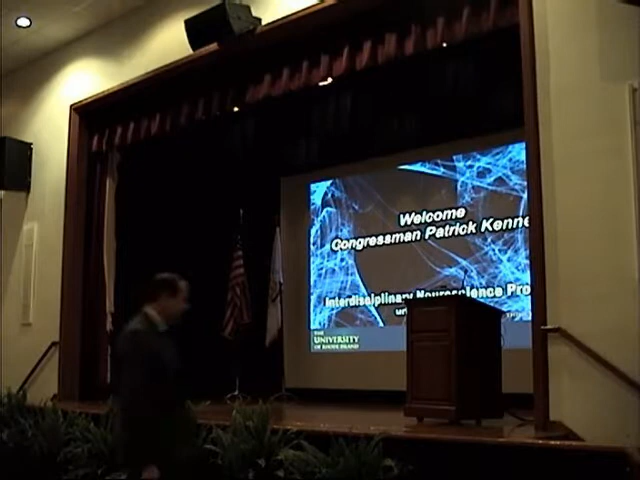 Welcome
Congressman Patrick Kenne
Interdisciplinary Neuroscience Pro
THE
UNIVERSITY
OF RHODE ISLAND